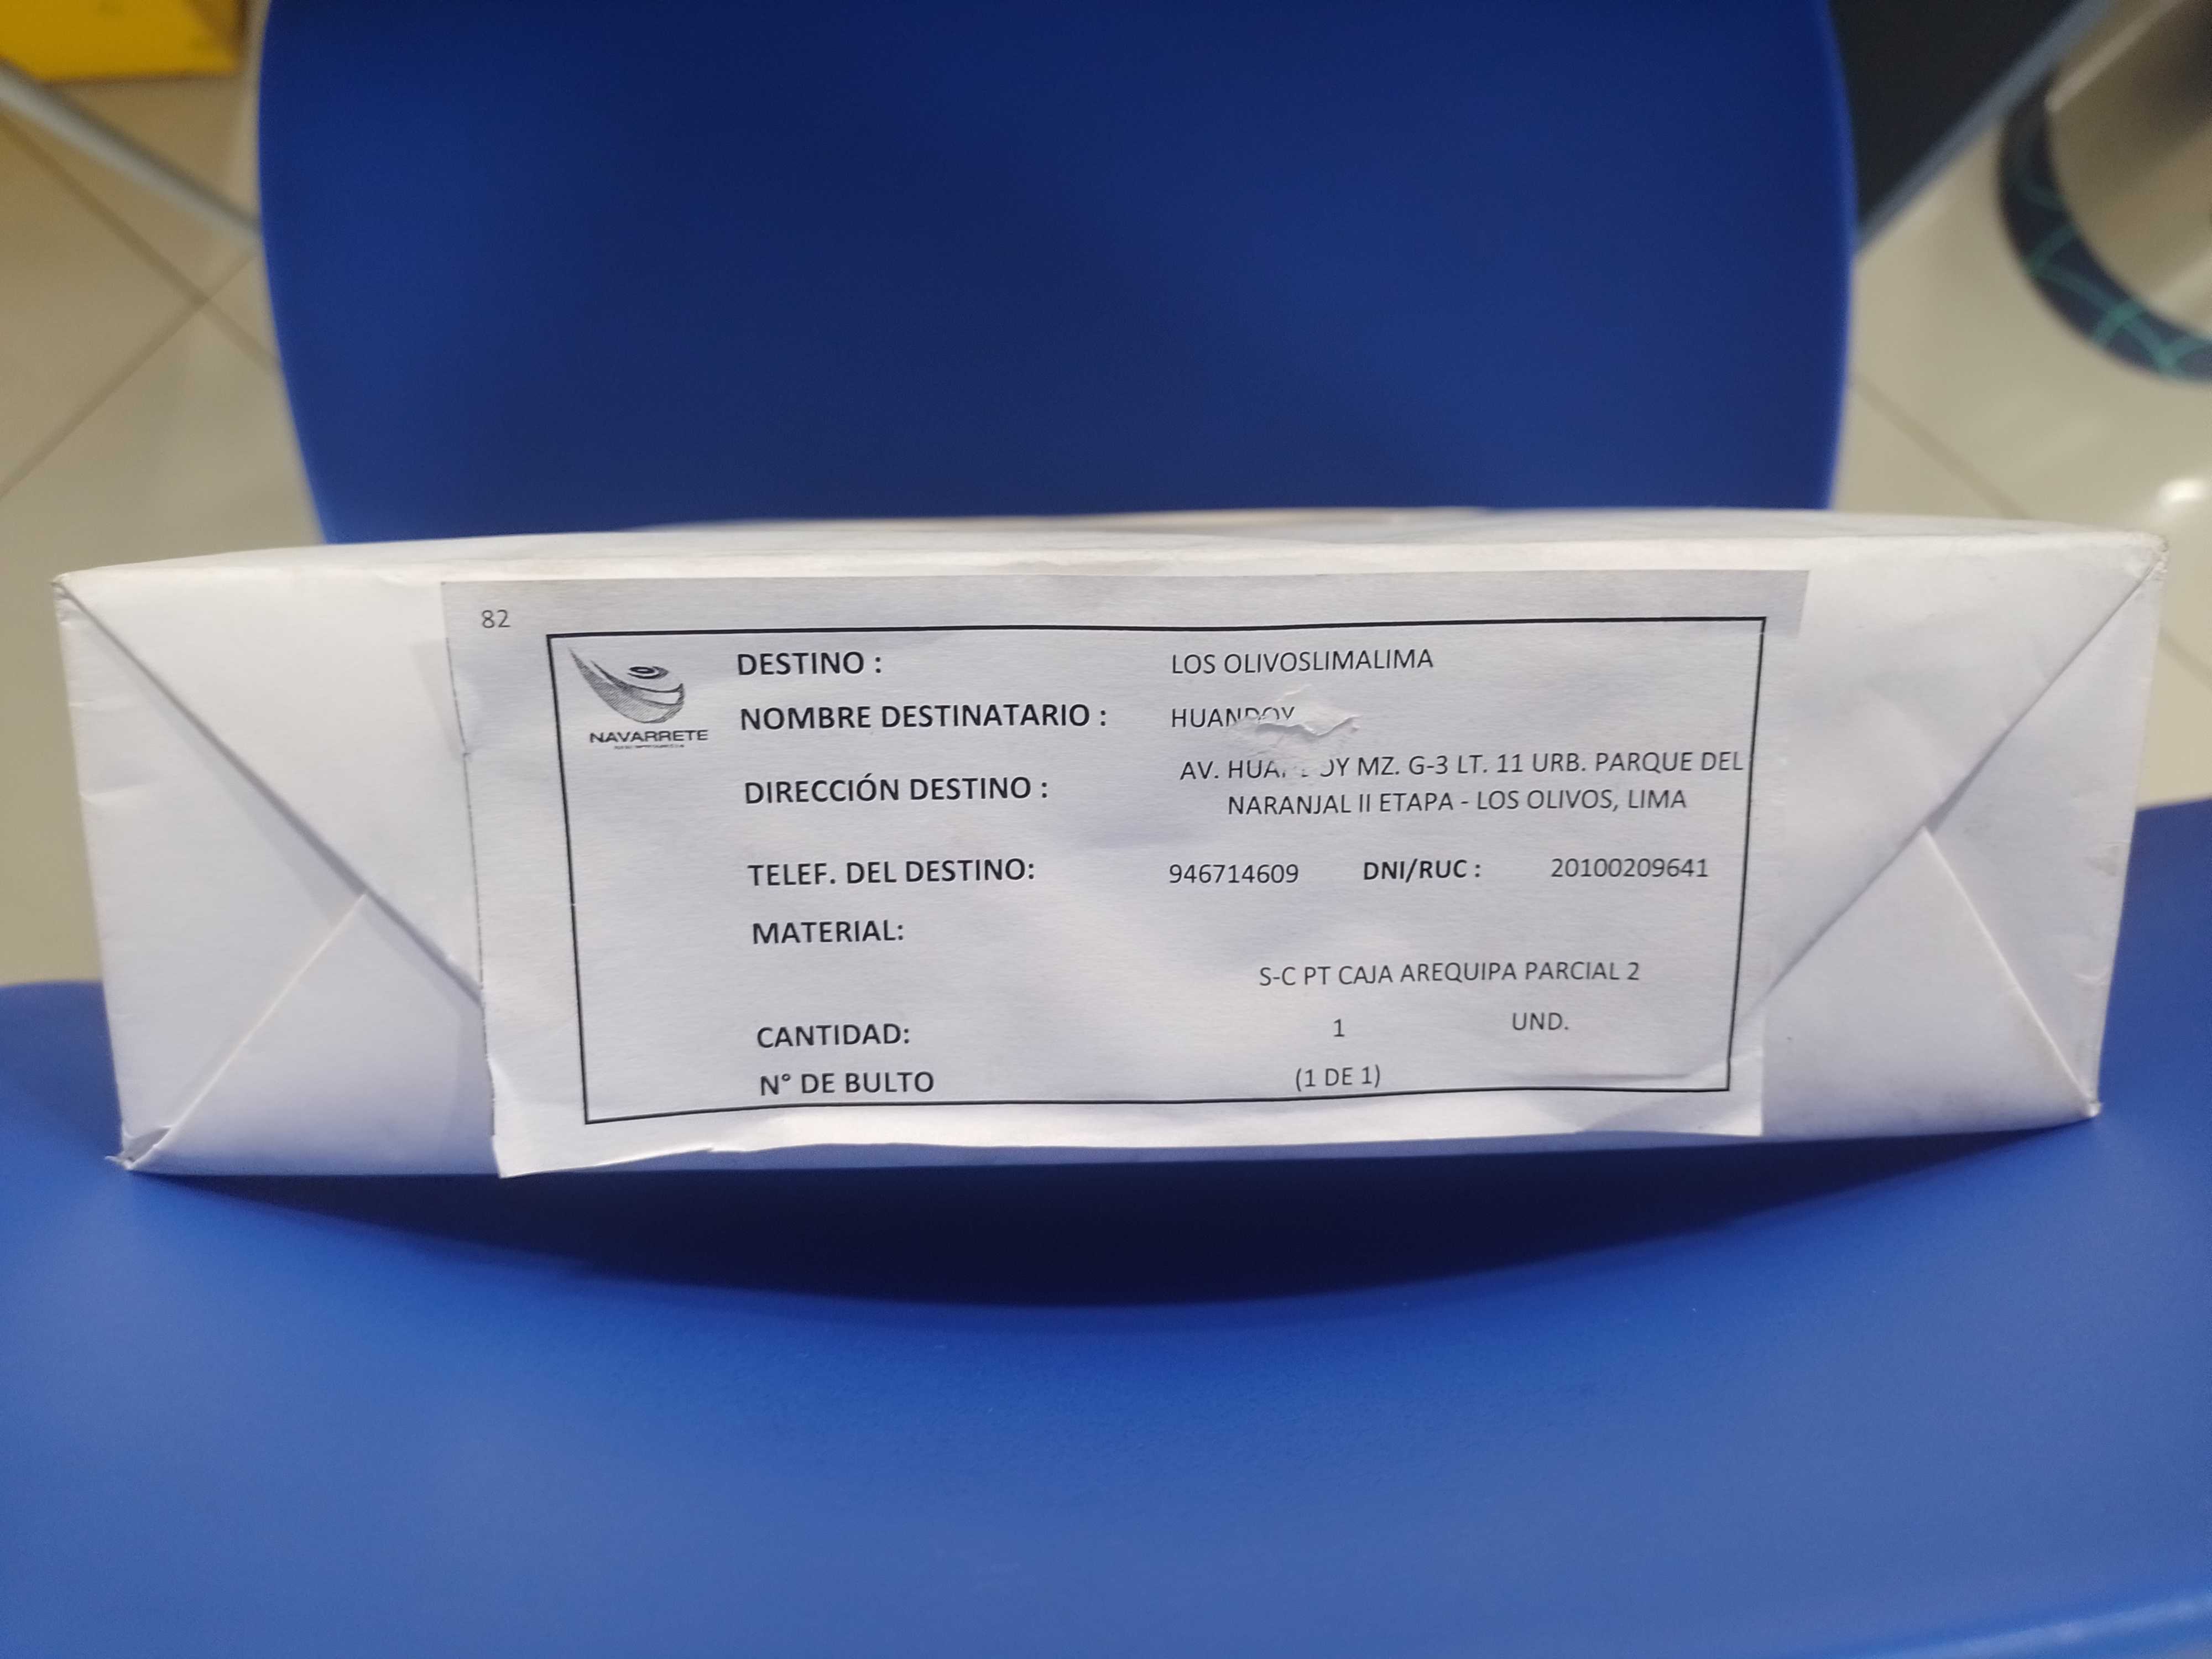 82
NAVARRETE
DESTINO : LOS OLIVOSLIMALIMA
NOMBRE DESTINATARIO : HUANDOY
DIRECCIÓN DESTINO : AV. MZ. G-3 LT. 11 URB. PARQUE DEL
NARANJAL II ETAPA - LOS OLIVOS, LIMA
TELEF. DEL DESTINO: 946714609 DNI/RUC : 20100209641
MATERIAL:
S-C PT CAJA AREQUIPA PARCIAL 2
CANTIDAD: 1 UND.
N° DE BULTO (1 DE 1)